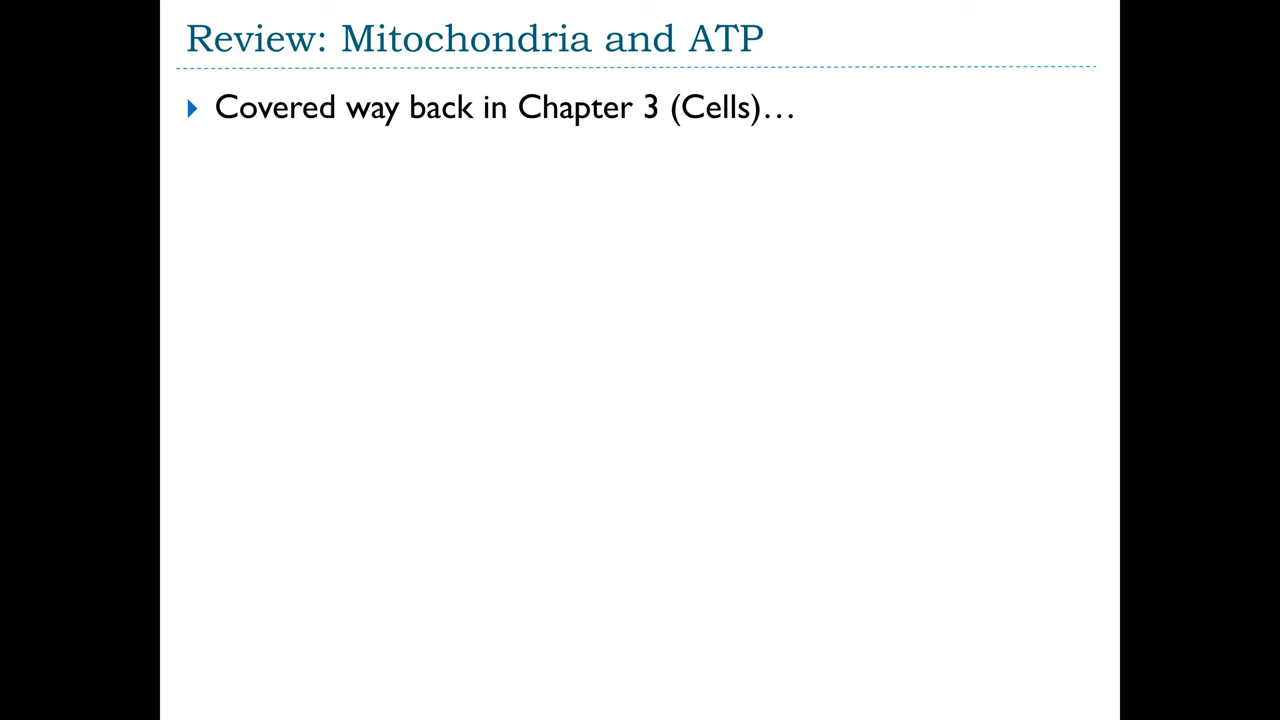 Review: Mitochondria and ATP
Covered way back in Chapter 3 (Cells)…